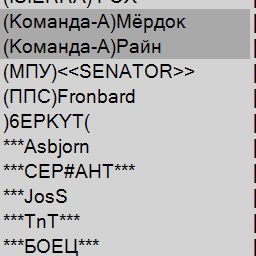 (Команда-А)Мёрдок
(Команда-А)Райн
(МПУ)<<SENATOR>>
(ППС)Fronbard
)6EPKYT(
***Asbjorn
***СЕР#АНТ***
***JosS
***TnT***
***БОЕЦ***